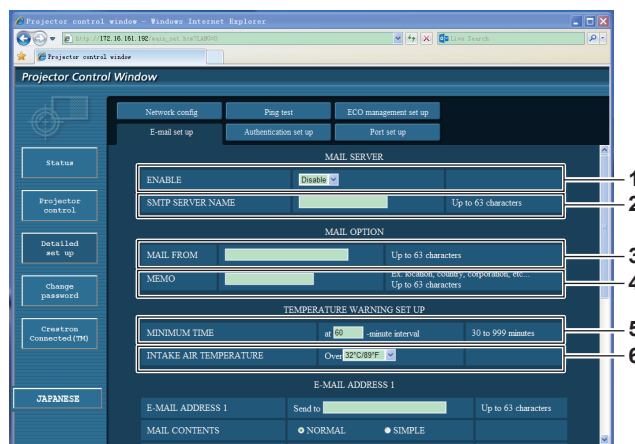 Projector control window - Windows Internet Explorer
http://172.16.161.192/main_set.htm?LANG=0
Live Search
Projector control window
Projector Control Window
Network config Ping test ECO management set up
E-mail set up Authentication set up Port set up
Status
Projector control
Detailed set up
Change password
Crestron Connected(TM)
JAPANESE
MAIL SERVER
ENABLE Disable 1
SMTP SERVER NAME Up to 63 characters 2
MAIL OPTION
MAIL FROM Up to 63 characters 3
MEMO Ex. location, country, corporation, etc... 4
Up to 63 characters
TEMPERATURE WARNING SET UP
MINIMUM TIME at 60 -minute interval 30 to 999 minutes 5
INTAKE AIR TEMPERATURE Over 32°C/89°F 6
E-MAIL ADDRESS 1
E-MAIL ADDRESS 1 Send to Up to 63 characters
MAIL CONTENTS NORMAL SIMPLE